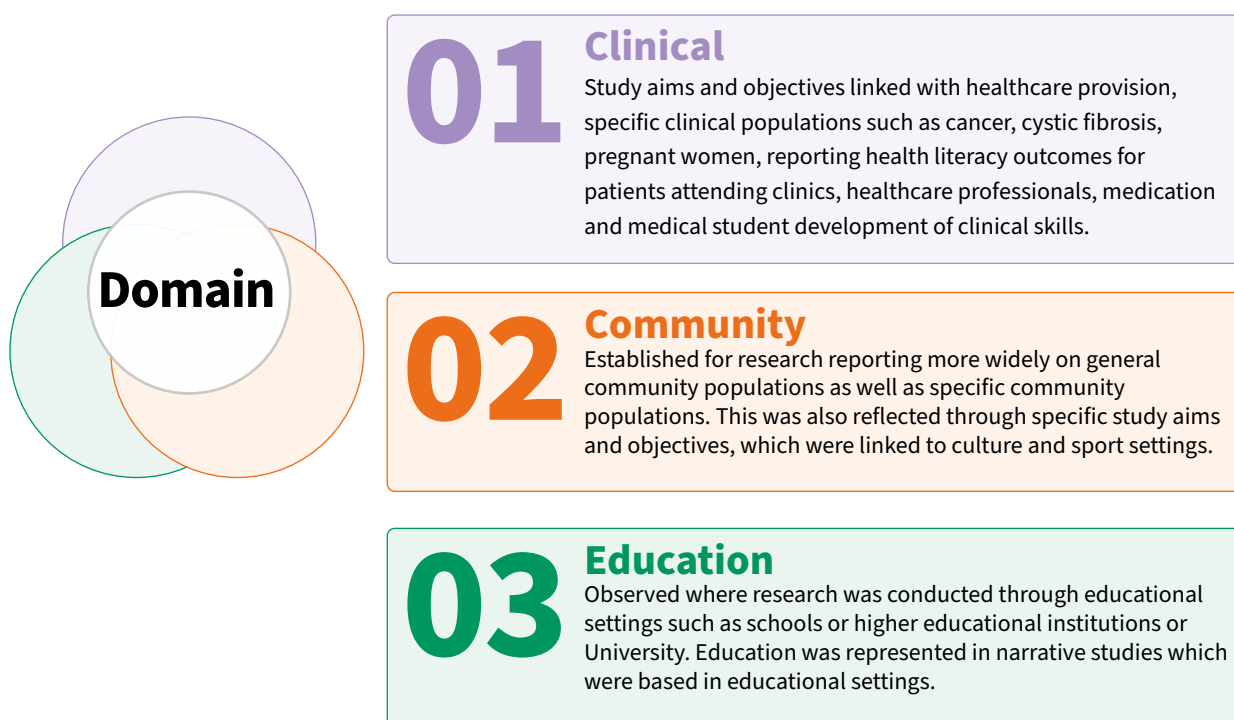 Domain
01
Clinical
Study aims and objectives linked with healthcare provision,
specific clinical populations such as cancer, cystic fibrosis,
pregnant women, reporting health literacy outcomes for
patients attending clinics, healthcare professionals, medication
and medical student development of clinical skills.
02
Community
Established for research reporting more widely on general
community populations as well as specific community
populations. This was also reflected through specific study aims
and objectives, which were linked to culture and sport settings.
03
Education
Observed where research was conducted through educational
settings such as schools or higher educational institutions or
University. Education was represented in narrative studies which
were based in educational settings.